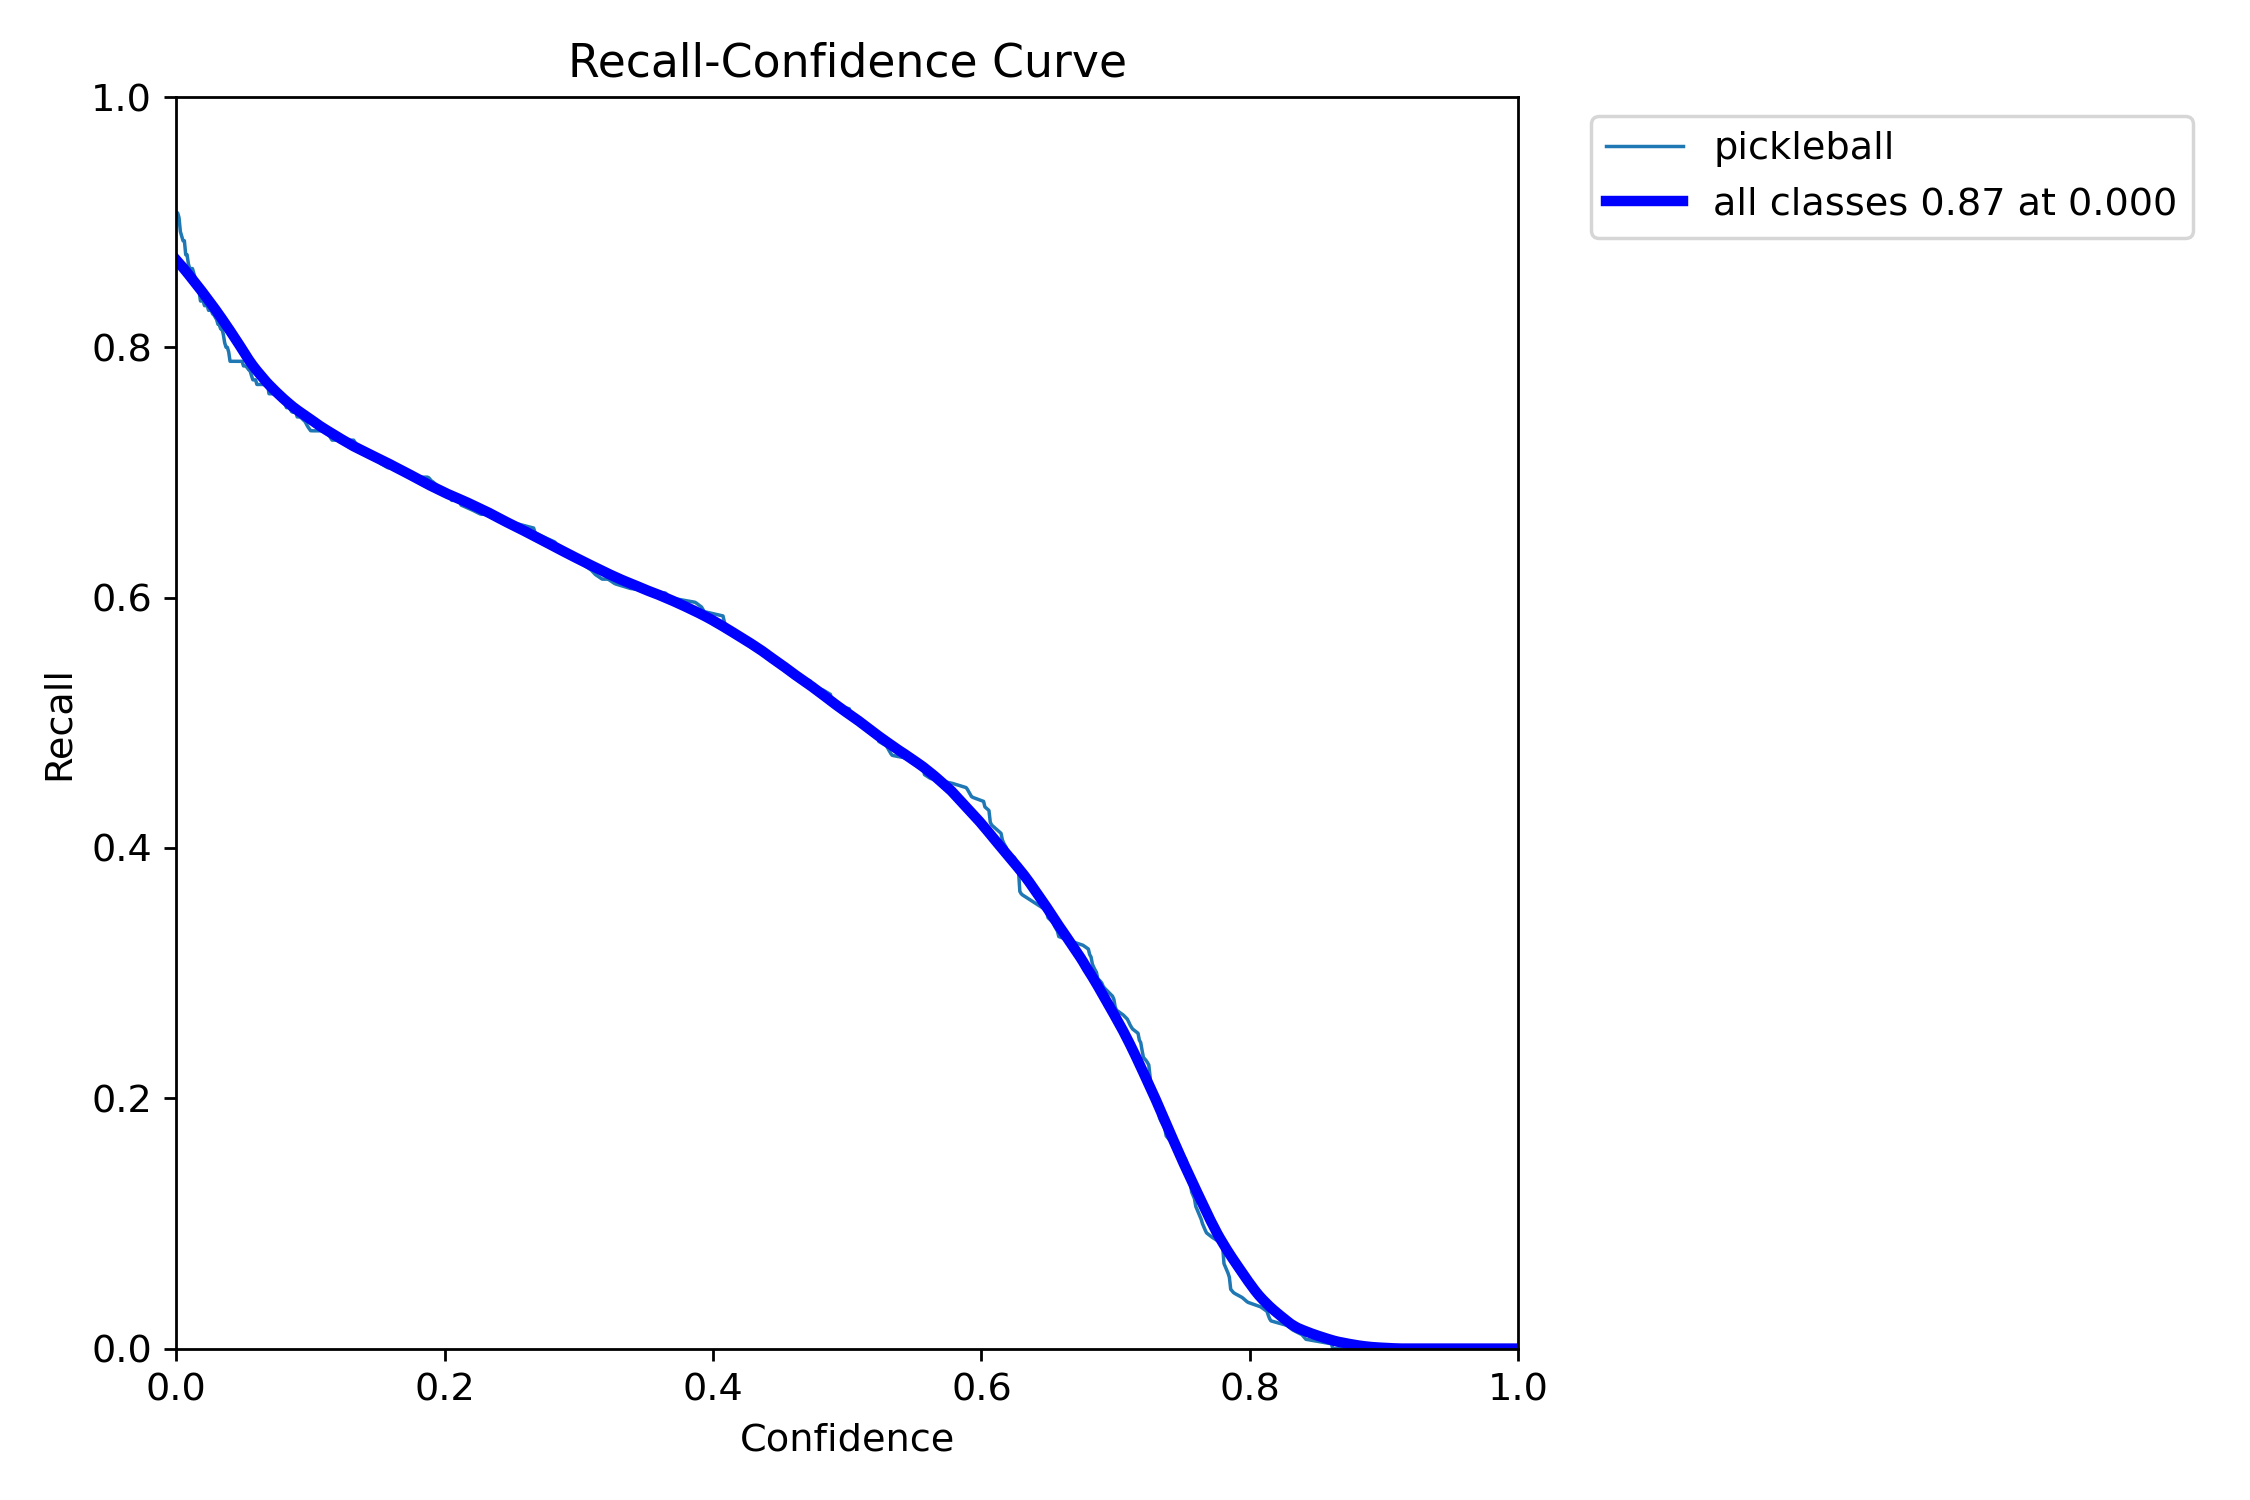 Recall-Confidence Curve
pickleball
all classes 0.87 at 0.000
1.0
0.8
0.6
0.4
0.2
0.0
Recall
0.0 0.2 0.4 0.6 0.8 1.0
Confidence